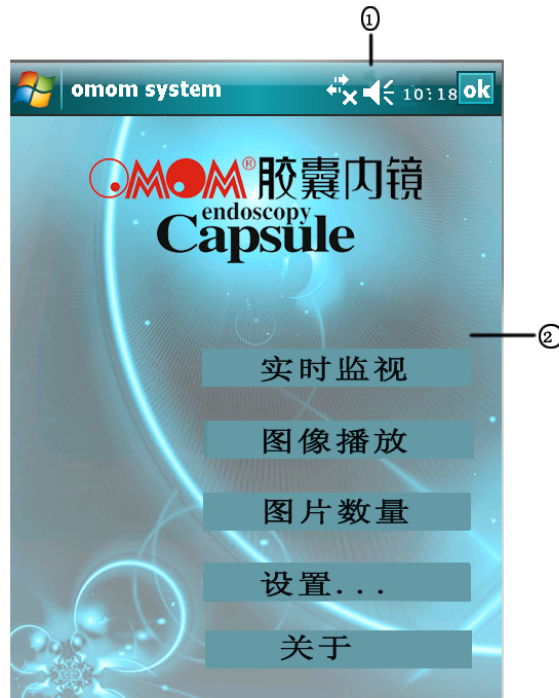 ①
omom system 10:18 ok
OMOM®胶囊内镜
endoscopy
Capsule
②
实时监视
图像播放
图片数量
设置...
关于